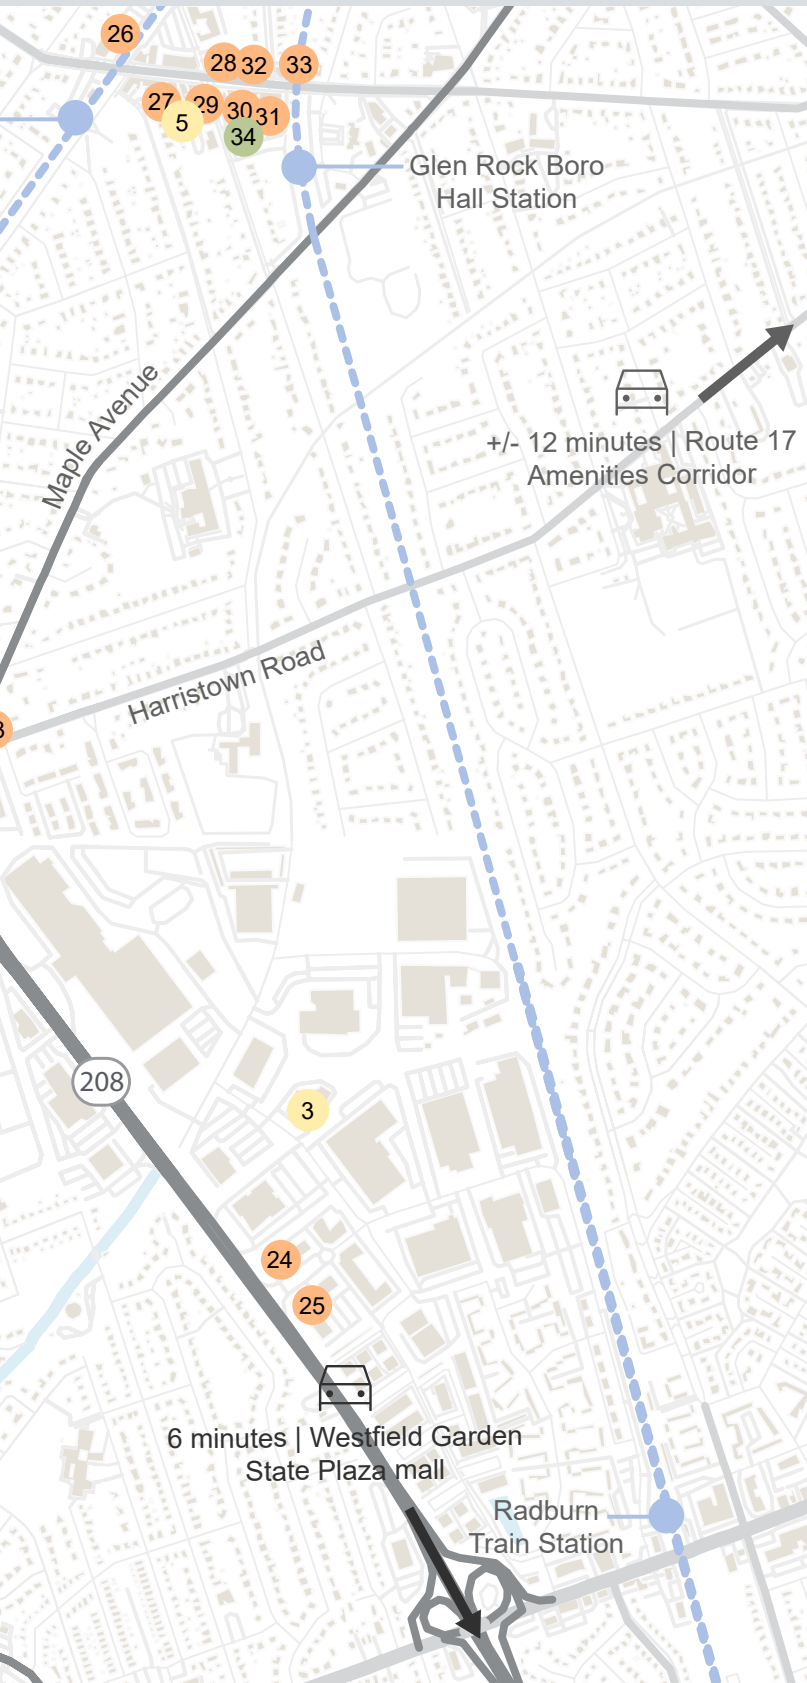 26
28
32
33
27
29
30
31
5
34
Glen Rock Boro
Hall Station
Maple Avenue
+/- 12 minutes | Route 17
Amenities Corridor
Harristown Road
208
3
24
25
6 minutes | Westfield Garden
State Plaza mall
Radburn
Train Station